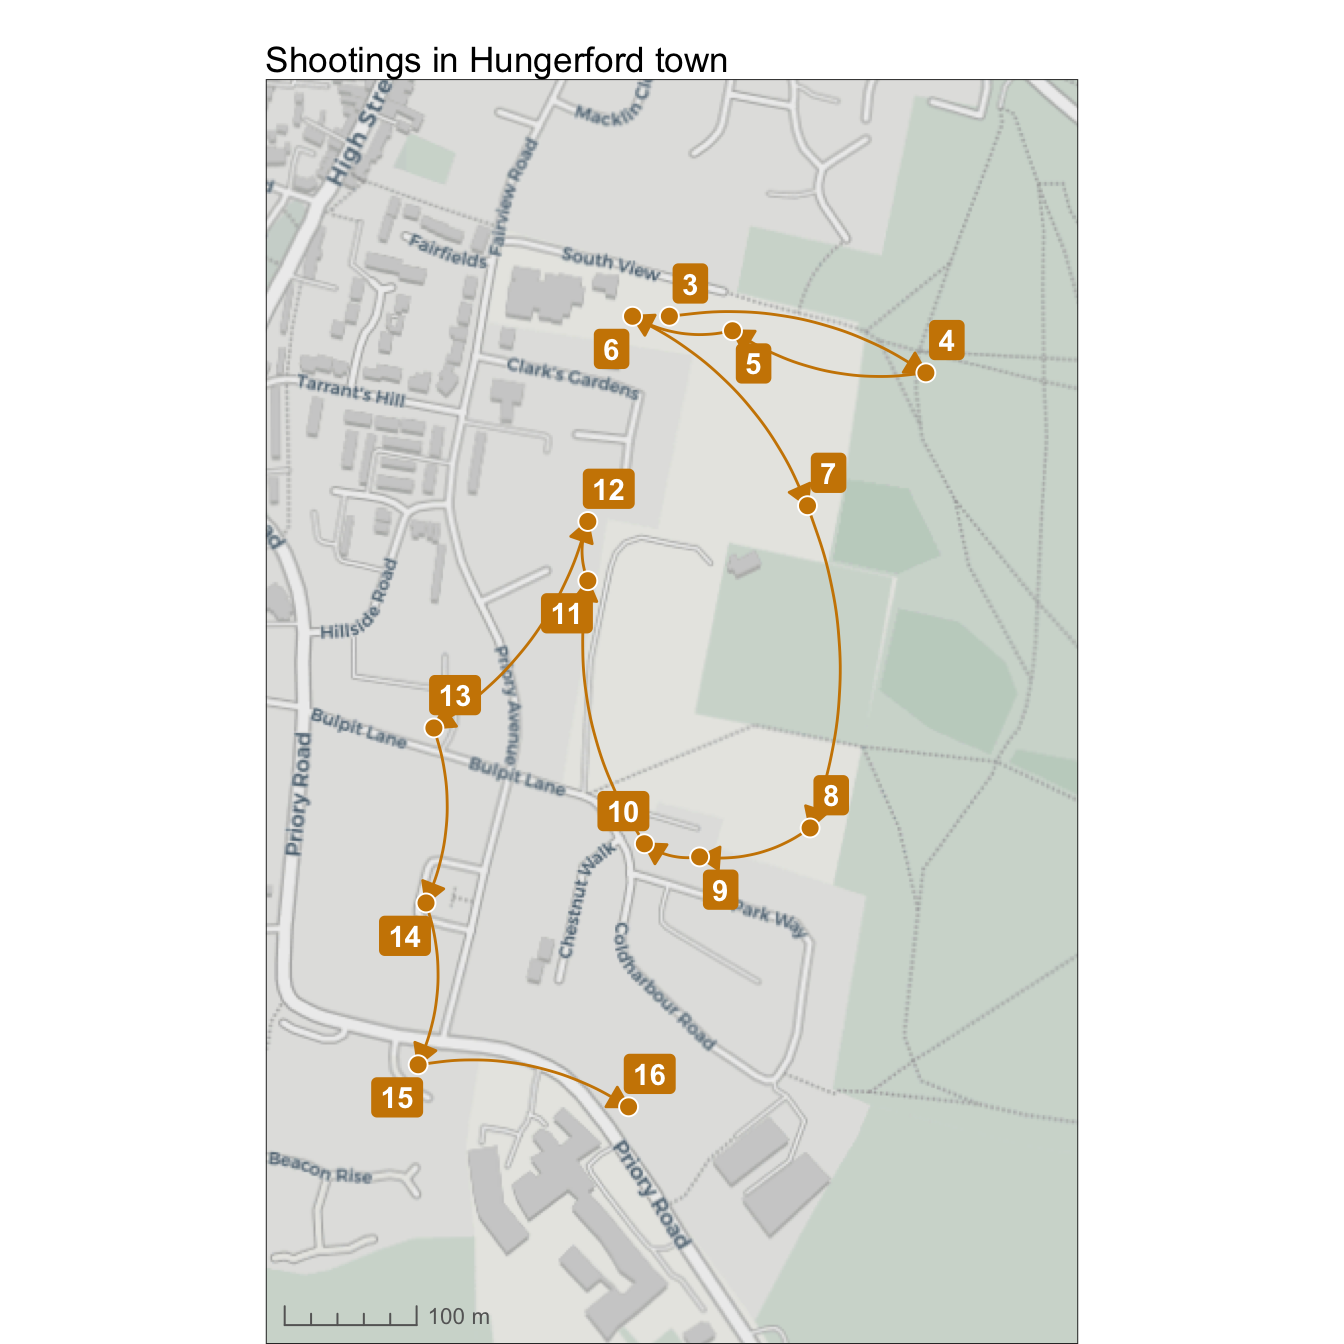 Shootings in Hungerford town
High Stre
Macklin Cl
Fairview Road
Fairfields
South View
3
4
6
5
Clark's Gardens
Tarrant's Hill
7
12
11
Hillside Road
13
Priory Avenue
Bulpit Lane
Bulpit Lane
Priory Road
8
10
9
Chestnut Walk
Park Way
14
Coldharbour Road
15
16
Beacon Rise
Priory Road
100 m